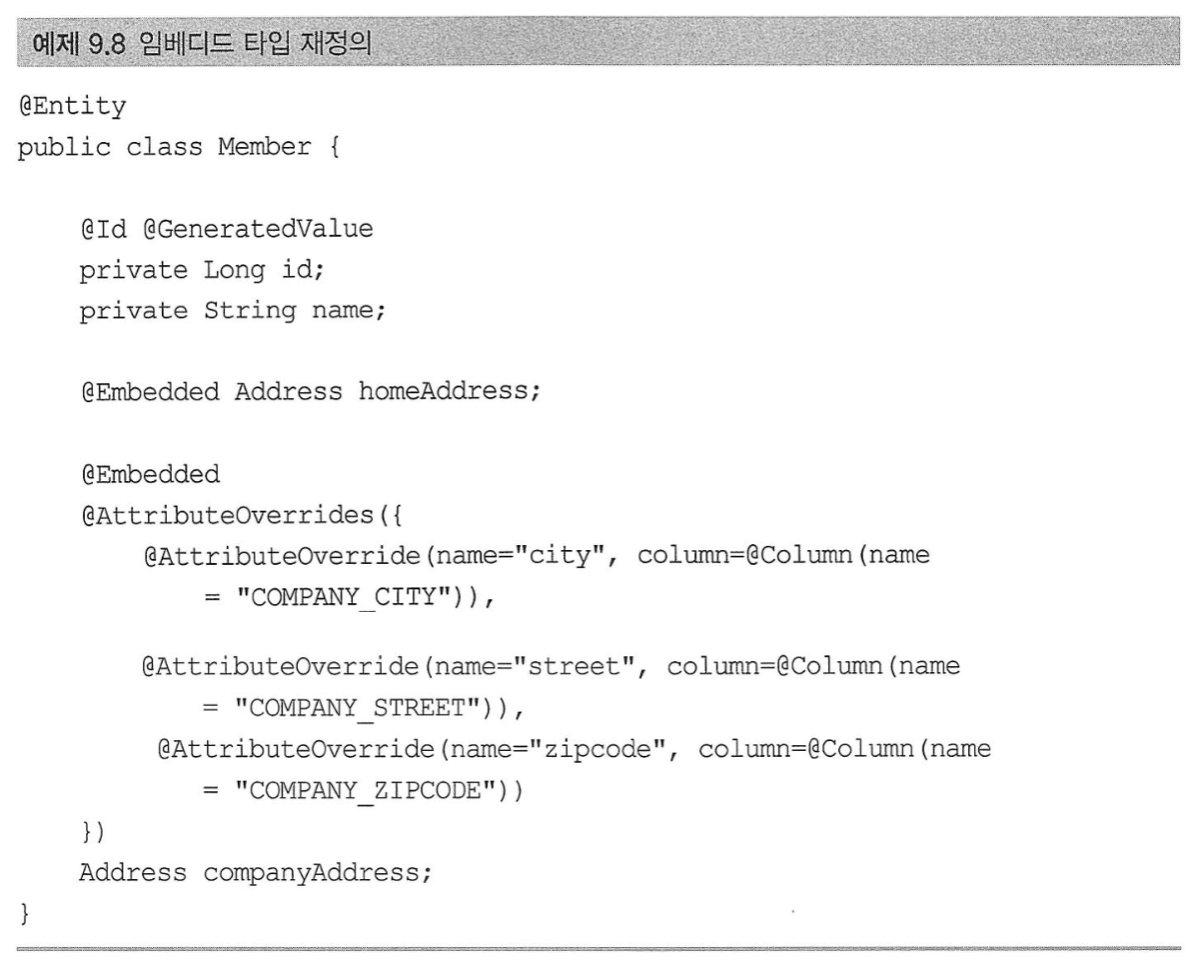 예제 9.8 임베디드 타입 재정의
@Entity
public class Member {
@Id @GeneratedValue
private Long id;
private String name;
@Embedded Address homeAddress;
@Embedded
@AttributeOverrides({
@AttributeOverride(name="city", column=@Column(name
= "COMPANY_CITY")),
@AttributeOverride(name="street", column=@Column(name
= "COMPANY_STREET")),
@AttributeOverride(name="zipcode", column=@Column(name
= "COMPANY_ZIPCODE"))
})
Address companyAddress;
}